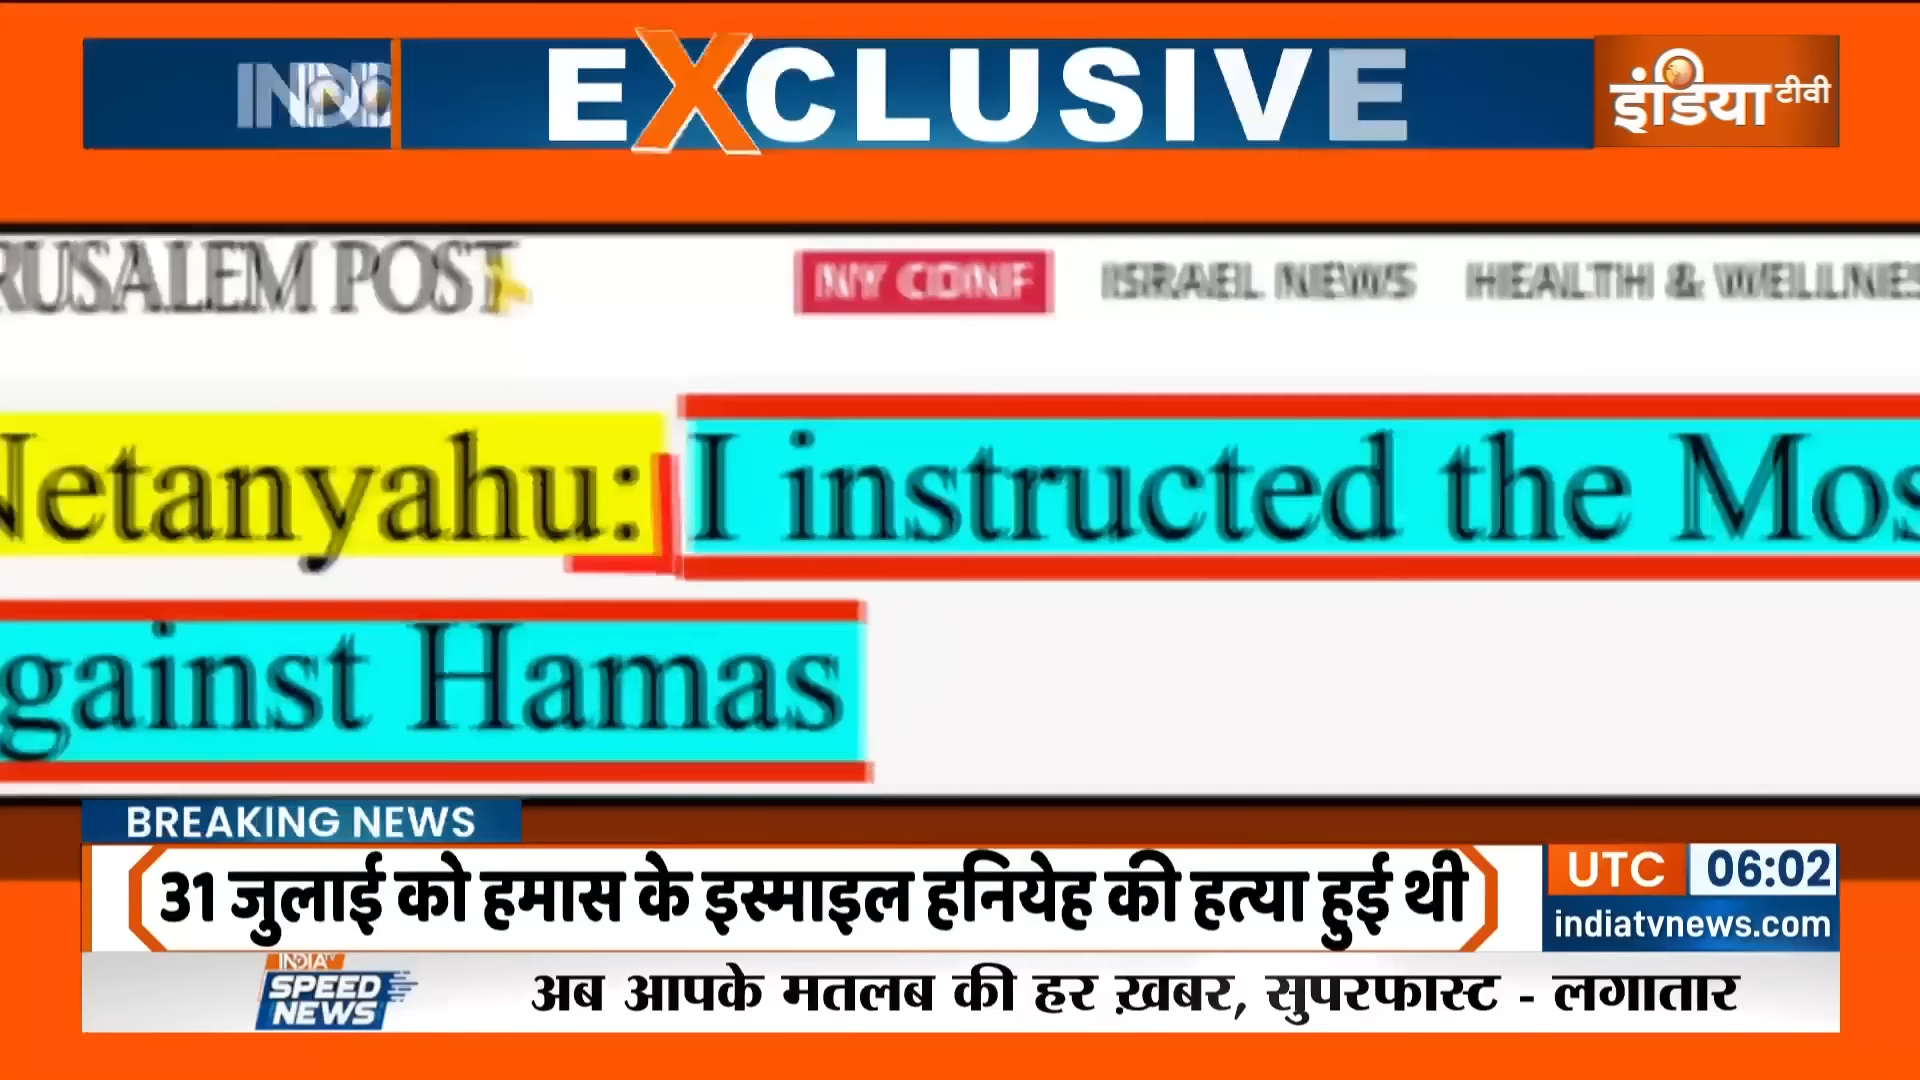 EXCLUSIVE
इंडिया टीवी
RUSALEM POST
NY CONF
ISRAEL NEWS
HEALTH & WELLNES
Netanyahu: I instructed the Mos
gainst Hamas
BREAKING NEWS
31 जुलाई को हमास के इस्माइल हनियेह की हत्या हुई थी
UTC 06:02
indiatvnews.com
INDIA TV
SPEED
NEWS
अब आपके मतलब की हर ख़बर, सुपरफास्ट - लगातार